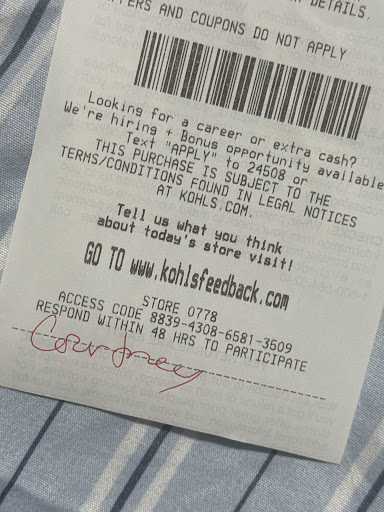 DETAILS.
AND COUPONS DO NOT APPLY
Looking for a career or extra cash?
We're hiring + Bonus opportunity available
Text "APPLY" to 24508 or
THIS PURCHASE IS SUBJECT TO THE
TERMS/CONDITIONS FOUND IN LEGAL NOTICES
AT KOHLS.COM.
Tell us what you think
about today's store visit!
GO TO www.kohlsfeedback.com
STORE 0778
ACCESS CODE 8839-4308-6581-3509
RESPOND WITHIN 48 HRS TO PARTICIPATE
Courtney